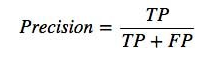 Precision = TP / TP + FP